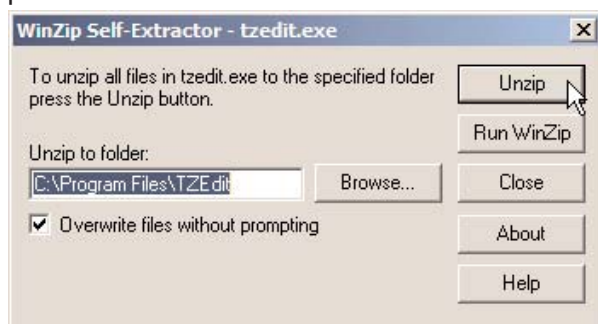 WinZip Self-Extractor - tzedit.exe
To unzip all files in tzedit.exe to the specified folder
press the Unzip button.
Unzip to folder:
C:\Program Files\TZEdit
Browse...
Overwrite files without prompting
Unzip
Run WinZip
Close
About
Help